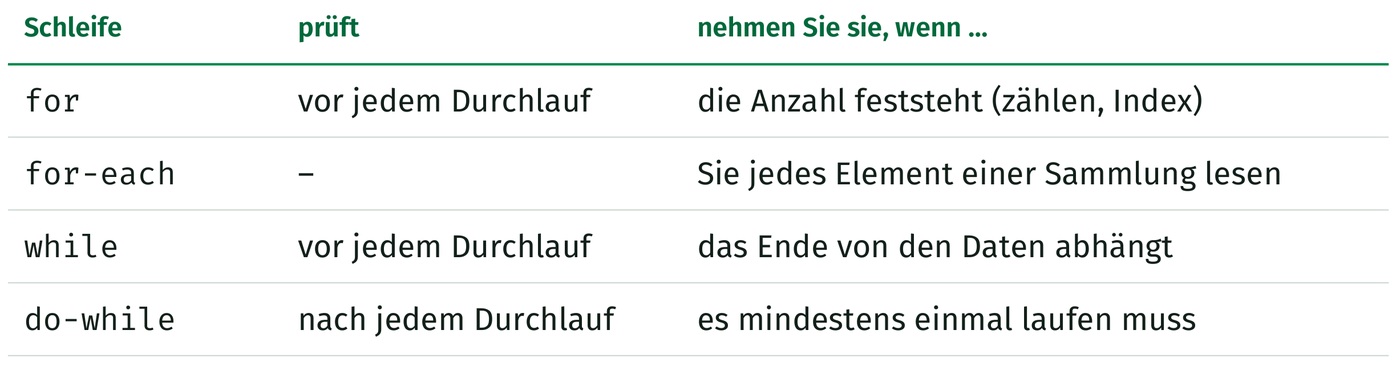 Schleife prüft nehmen Sie sie, wenn ...
for vor jedem Durchlauf die Anzahl feststeht (zählen, Index)
for-each – Sie jedes Element einer Sammlung lesen
while vor jedem Durchlauf das Ende von den Daten abhängt
do-while nach jedem Durchlauf es mindestens einmal laufen muss